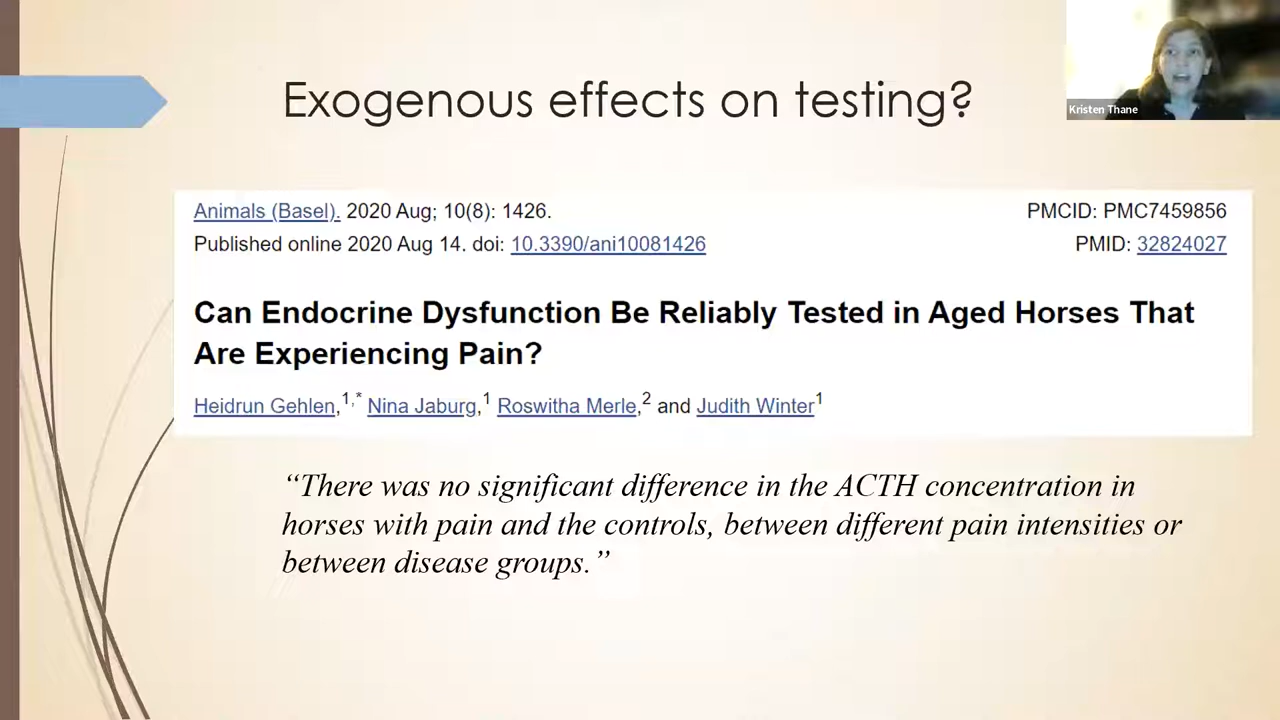 Exogenous effects on testing?
Kristen Thane
Animals (Basel). 2020 Aug; 10(8): 1426.
PMCID: PMC7459856
Published online 2020 Aug 14. doi: 10.3390/ani10081426
PMID: 32824027
Can Endocrine Dysfunction Be Reliably Tested in Aged Horses That
Are Experiencing Pain?
Heidrun Gehlen,1,* Nina Jaburg,1 Roswitha Merle,2 and Judith Winter1
“There was no significant difference in the ACTH concentration in
horses with pain and the controls, between different pain intensities or
between disease groups.”